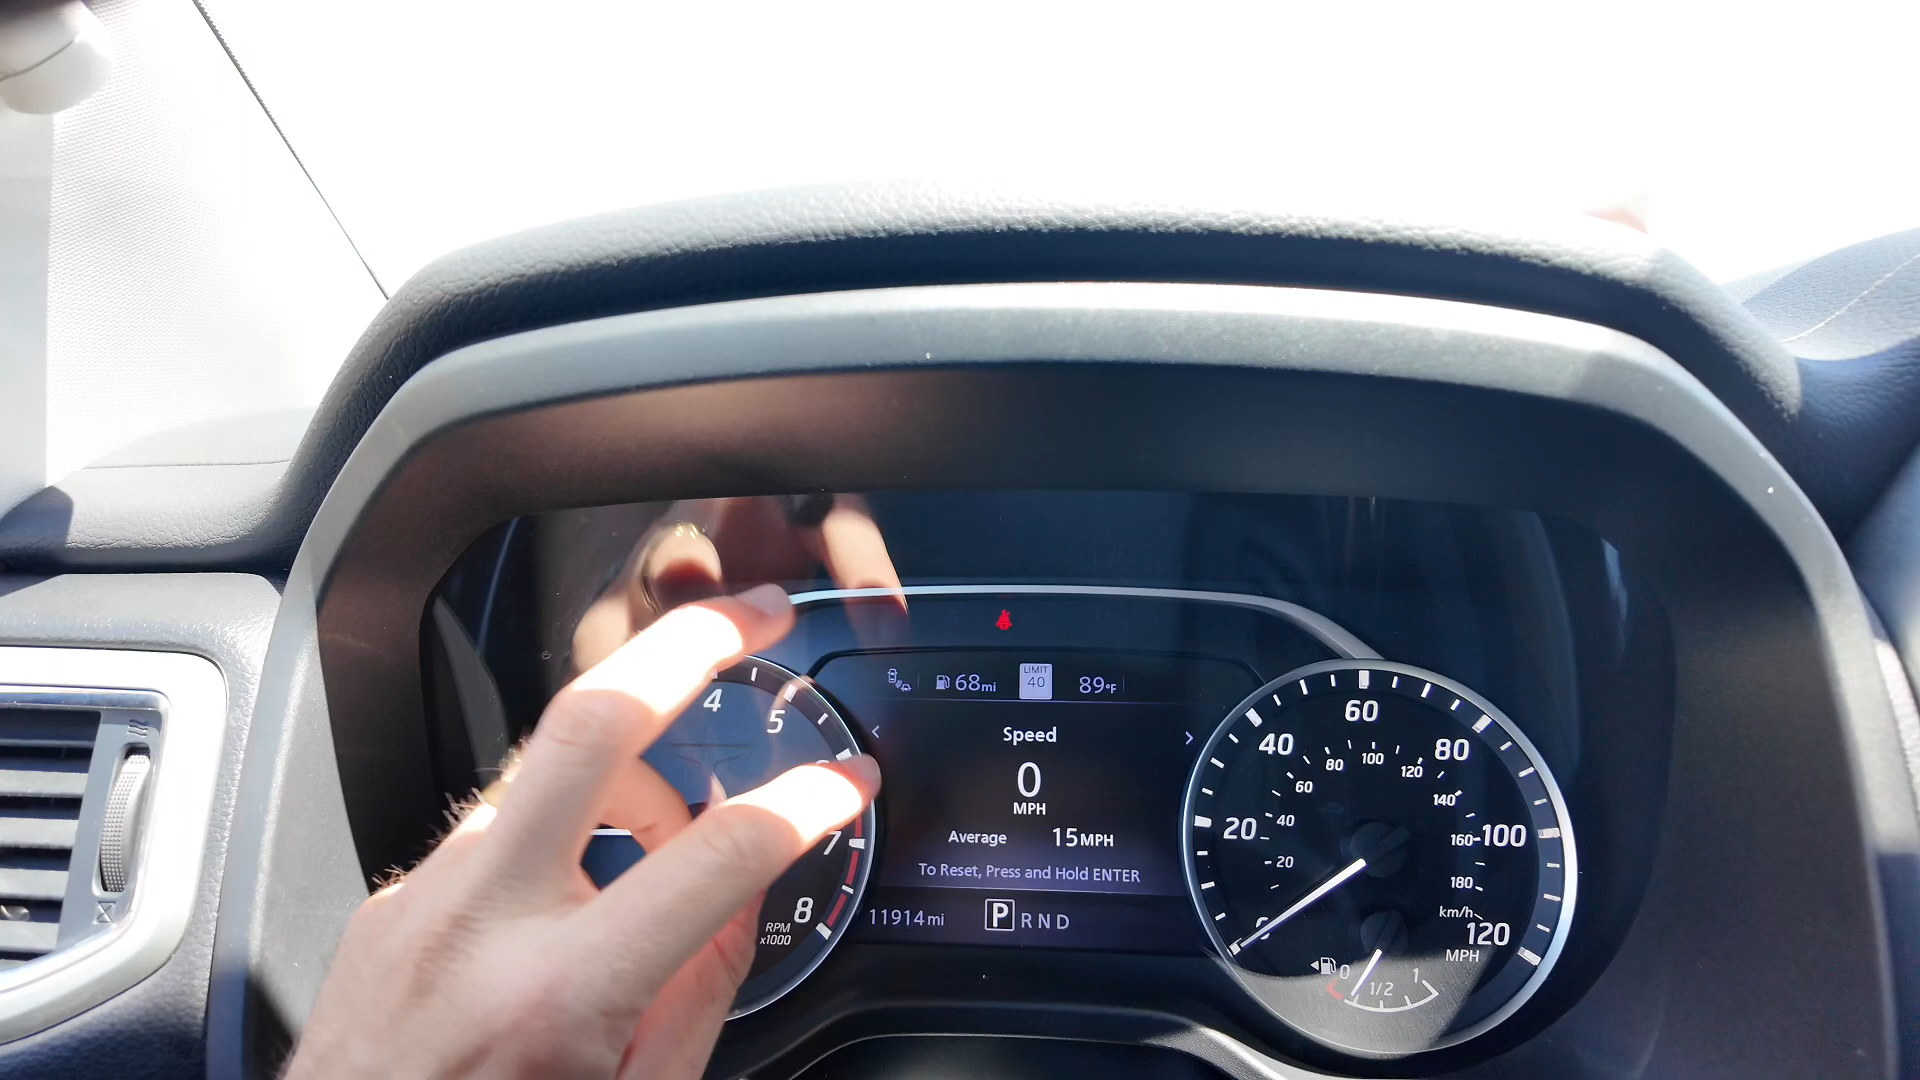 LIMIT
68mi 40 89°F
Speed
0
MPH
Average 15MPH
To Reset, Press and Hold ENTER
11914mi P R N D
4 5 7 8
RPM
x1000
20 40 60 80 100 120
MPH
20 40 60 80 100 120 140 160 180
km/h
0 1/2 1